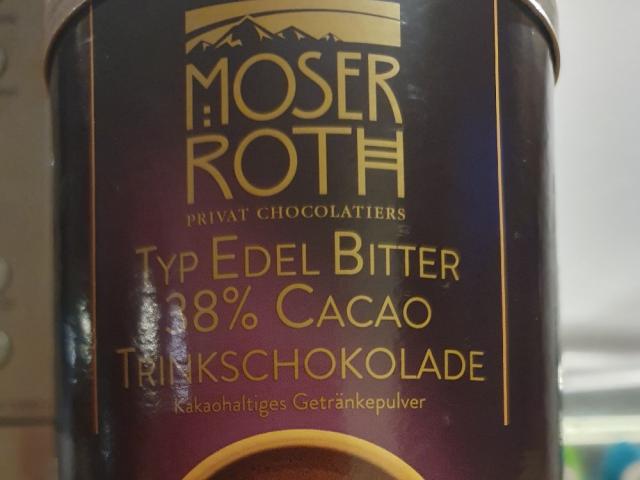 MOSER
ROTH
PRIVAT CHOCOLATIERS
TYP EDEL BITTER
38% CACAO
TRINKSCHOKOLADE
Kakaohaltiges Getränkepulver